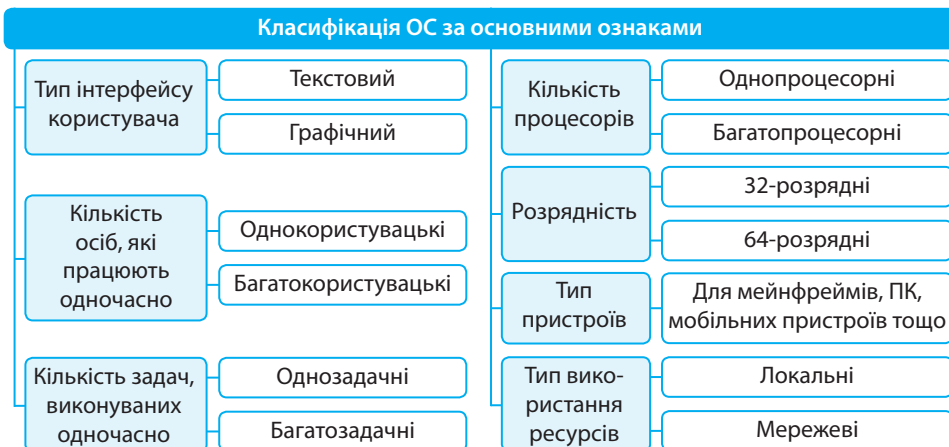 Класифікація ОС за основними ознаками
Тип інтерфейсу
користувача
Текстовий
Графічний
Кількість
осіб, які
працюють
одночасно
Однокористувацькі
Багатокористувацькі
Кількість задач,
виконуваних
одночасно
Однозадачні
Багатозадачні
Кількість
процесорів
Однопроцесорні
Багатопроцесорні
Розрядність
32-розрядні
64-розрядні
Тип
пристроїв
Для мейнфреймів, ПК,
мобільних пристроїв тощо
Тип вико-
ристання
ресурсів
Локальні
Мережеві